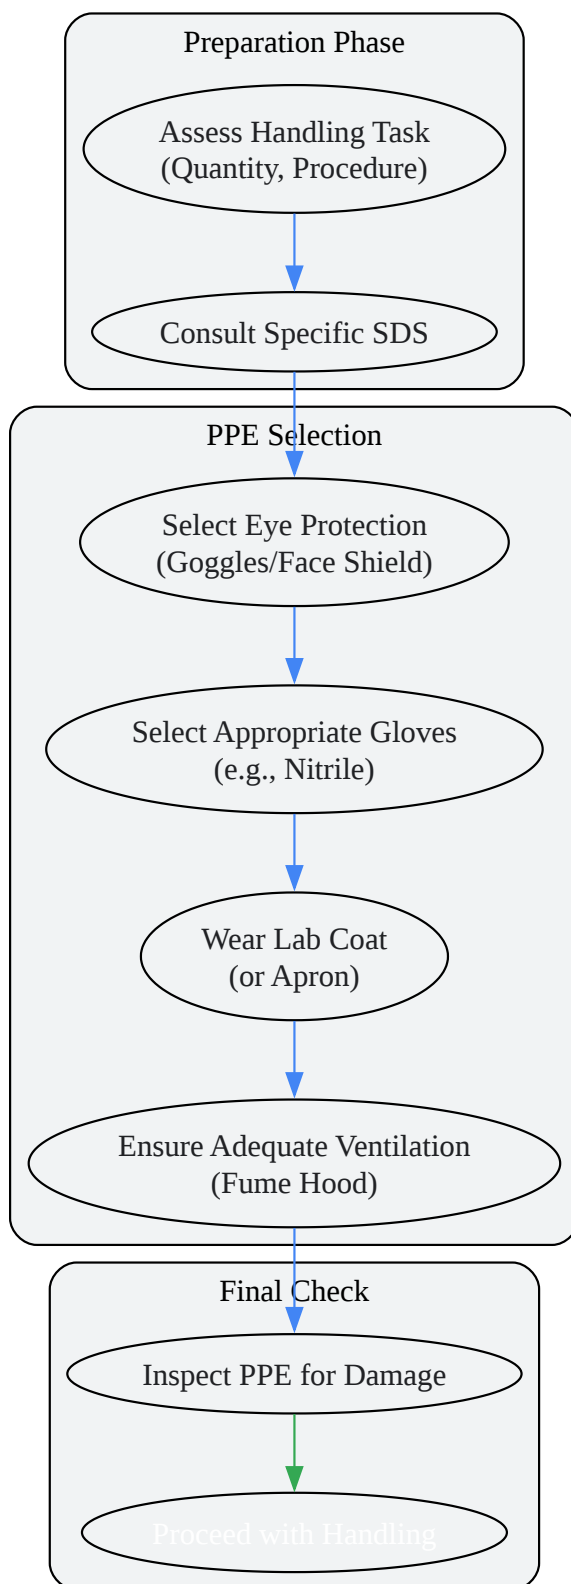 Preparation Phase
Assess Handling Task
(Quantity, Procedure)
Consult Specific SDS
PPE Selection
Select Eye Protection
(Goggles/Face Shield)
Select Appropriate Gloves
(e.g., Nitrile)
Wear Lab Coat
(or Apron)
Ensure Adequate Ventilation
(Fume Hood)
Final Check
Inspect PPE for Damage
Proceed with Handling